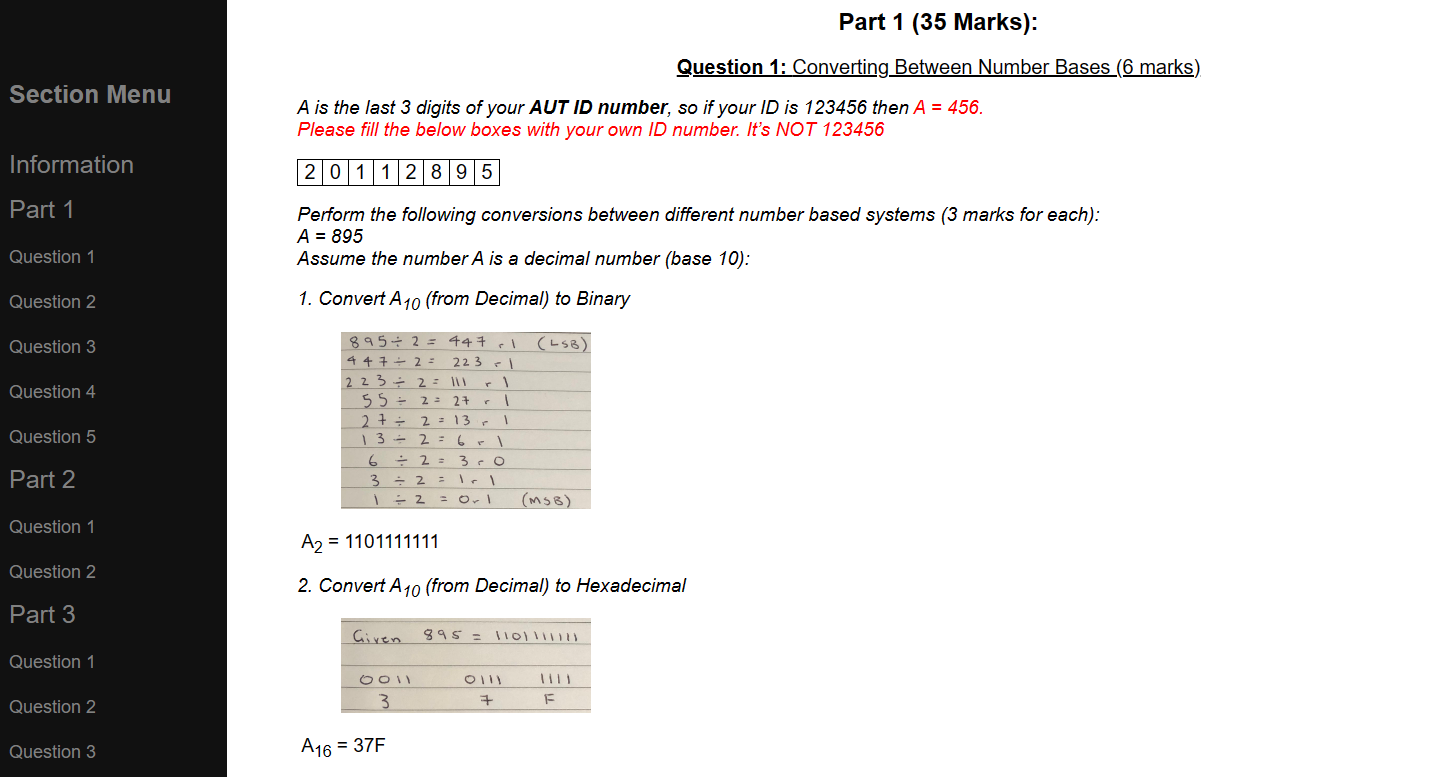 Section Menu
Information
Part 1
Question 1
Question 2
Question 3
Question 4
Question 5
Part 2
Question 1
Question 2
Part 3
Question 1
Question 2
Question 3
Part 1 (35 Marks):
Question 1: Converting Between Number Bases (6 marks)
A is the last 3 digits of your AUT ID number, so if your ID is 123456 then A = 456.
Please fill the below boxes with your own ID number. It's NOT 123456
2 0 1 1 2 8 9 5
Perform the following conversions between different number based systems (3 marks for each):
A = 895
Assume the number A is a decimal number (base 10):
1. Convert A10 (from Decimal) to Binary
895 ÷ 2 = 447 r 1 (LSB)
447 ÷ 2 = 223 r 1
223 ÷ 2 = 111 r 1
55 ÷ 2 = 27 r 1
27 ÷ 2 = 13 r 1
13 ÷ 2 = 6 r 1
6 ÷ 2 = 3 r 0
3 ÷ 2 = 1 r 1
1 ÷ 2 = 0 r 1 (MSB)
A2 = 1101111111
2. Convert A10 (from Decimal) to Hexadecimal
Given 895 = 1101111111
0011 0111 1111
3 7 F
A16 = 37F